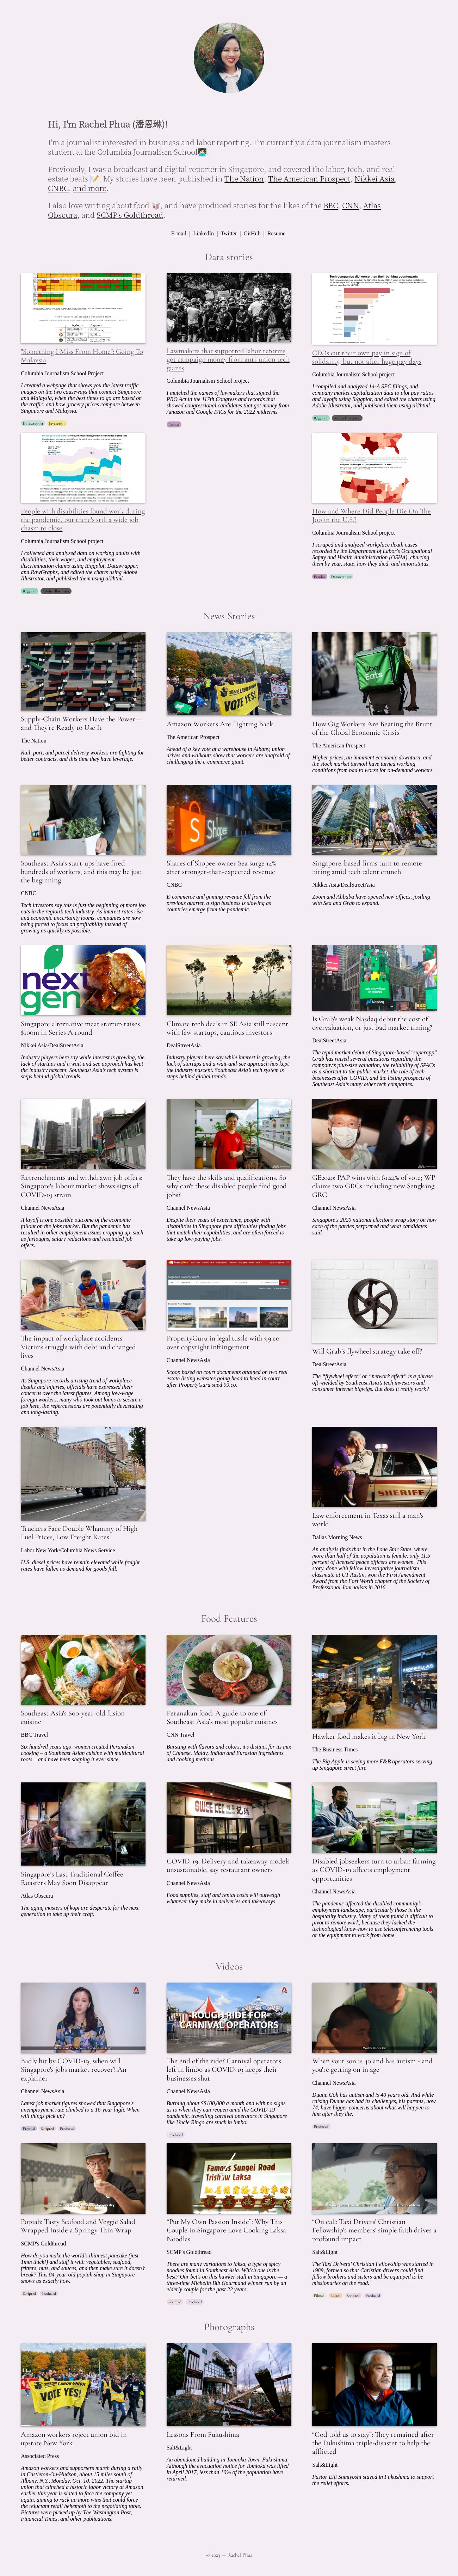 Hi, I'm Rachel Phua (潘恩琳)!
I'm a journalist interested in business and labor reporting. I'm currently a data journalism masters
student at the Columbia Journalism School
Previously, I was a broadcast and digital reporter in Singapore, and covered the labor, tech, and real
estate beats 📝. My stories have been published in The Nation, The American Prospect, Nikkei Asia,
CNBC, and more.
I also love writing about food 🥡, and have produced stories for the likes of the BBC, CNN, Atlas
Obscura, and SCMP's Goldthread.
E-mail | LinkedIn | Twitter | GitHub | Resume
Data stories
"Something I Miss From Home": Going To
Malaysia
Columbia Journalism School Project
I created a webpage that shows you the latest traffic
images on the two causeways that connect Singapore
and Malaysia, when the best times to go are based on
the traffic, and how grocery prices compare between
Singapore and Malaysia.
Datawrapper Javascript
Lawmakers that supported labor reforms
got campaign money from anti-union tech
giants
Columbia Journalism School project
I matched the names of lawmakers that signed the
PRO Act in the 117th Congress and records that
showed congressional candidates who got money from
Amazon and Google PACs for the 2022 midterms.
Pandas
CEOs cut their own pay in sign of
solidarity, but not after huge pay days
Columbia Journalism School project
I compiled and analyzed 14-A SEC filings, and
company market capitalization data to plot pay ratios
and layoffs using Rggplot, and edited the charts using
Adobe Illustrator, and published them using ai2html.
Rggplot Adobe Illustrator
People with disabilities found work during
the pandemic, but there's still a wide job
chasm to close
Columbia Journalism School project
I collected and analyzed data on working adults with
disabilities, their wages, and employment
discrimination claims using Rggplot, Datawrapper,
and RawGraphs, and edited the charts using Adobe
Illustrator, and published them using ai2html.
Rggplot Adobe Illustrator
How and Where Did People Die On The
Job in the U.S.?
Columbia Journalism School project
I scraped and analyzed workplace death cases
recorded by the Department of Labor's Occupational
Safety and Health Administration (OSHA), charting
them by year, state, how they died, and union status.
Pandas Datawrapper
News Stories
Supply-Chain Workers Have the Power—
and They're Ready to Use It
The Nation
Rail, port, and parcel delivery workers are fighting for
better contracts, and this time they have leverage.
Amazon Workers Are Fighting Back
The American Prospect
Ahead of a key vote at a warehouse in Albany, union
drives and walkouts show that workers are unafraid of
challenging the e-commerce giant.
Uber
Eats
How Gig Workers Are Bearing the Brunt
of the Global Economic Crisis
The American Prospect
Higher prices, an imminent economic downturn, and
the stock market turmoil have turned working
conditions from bad to worse for on-demand workers.
Southeast Asia's start-ups have fired
hundreds of workers, and this may be just
the beginning
CNBC
Tech investors say this is just the beginning of more job
cuts in the region's tech industry. As interest rates rise
and economic uncertainty looms, companies are now
being forced to focus on profitability instead of
growing as quickly as possible.
Shares of Shopee-owner Sea surge 14%
after stronger-than-expected revenue
CNBC
E-commerce and gaming revenue fell from the
previous quarter, a sign business is slowing as
countries emerge from the pandemic.
Singapore-based firms turn to remote
hiring amid tech talent crunch
Nikkei Asia/DealStreetAsia
Zoom and Alibaba have opened new offices, jostling
with Sea and Grab to expand.
next
gen
Singapore alternative meat startup raises
$100m in Series A round
Nikkei Asia/DealStreetAsia
Industry players here say while interest is growing, the
lack of startups and a wait-and-see approach has kept
the industry nascent. Southeast Asia's tech system is
steps behind global trends.
Climate tech deals in SE Asia still nascent
with few startups, cautious investors
DealStreetAsia
Industry players here say while interest is growing, the
lack of startups and a wait-and-see approach has kept
the industry nascent. Southeast Asia's tech system is
steps behind global trends.
Is Grab's weak Nasdaq debut the cost of
overvaluation, or just bad market timing?
DealStreetAsia
The tepid market debut of Singapore-based "superapp"
Grab has raised several questions regarding the
company's plus-size valuation, the reliability of SPACs
as a shortcut to the public market, the role of tech
businesses after COVID, and the listing prospects of
Southeast Asia's many other tech companies.
Retrenchments and withdrawn job offers:
Singapore's labour market shows signs of
COVID-19 strain
Channel NewsAsia
A layoff is one possible outcome of the economic
fallout on the jobs market. But the pandemic has
resulted in other employment issues cropping up, such
as furloughs, salary reductions and rescinded job
offers.
They have the skills and qualifications. So
why can't these disabled people find good
jobs?
Channel NewsAsia
Despite their years of experience, people with
disabilities in Singapore face difficulties finding jobs
that match their capabilities, and are often forced to
take up low-paying jobs.
GE2020: PAP wins with 61.24% of vote; WP
claims two GRCs including new Sengkang
GRC
Channel NewsAsia
Singapore's 2020 national elections wrap story on how
each of the parties performed and what candidates
said.
The impact of workplace accidents:
Victims struggle with debt and changed
lives
Channel NewsAsia
As Singapore records a rising trend of workplace
deaths and injuries, officials have expressed their
concerns over the latest figures. Among low-wage
foreign workers, many who took out loans to secure a
job here, the repercussions are potentially devastating
and long-lasting.
PropertyGuru in legal tussle with 99.co
over copyright infringement
Channel NewsAsia
Scoop based on court documents attained on two real
estate listing websites going head to head in court
after PropertyGuru sued 99.co.
Will Grab's flywheel strategy take off?
DealStreetAsia
The "flywheel effect" or "network effect" is a phrase
oft-wielded by Southeast Asia's tech investors and
consumer internet bigwigs. But does it really work?
Truckers Face Double Whammy of High
Fuel Prices, Low Freight Rates
Labor New York/Columbia News Service
U.S. diesel prices have remain elevated while freight
rates have fallen as demand for goods fall.
SHERIFF
Law enforcement in Texas still a man's
world
Dallas Morning News
An analysis finds that in the Lone Star State, where
more than half of the population is female, only 11.5
percent of licensed peace officers are women. This
story, done with fellow investigative journalism
classmate at UT Austin, won the First Amendment
Award from the Fort Worth chapter of the Society of
Professional Journalists in 2016.
Food Features
Southeast Asia's 600-year-old fusion
cuisine
BBC Travel
Six hundred years ago, women created Peranakan
cooking – a Southeast Asian cuisine with multicultural
roots – and have been shaping it ever since.
Peranakan food: A guide to one of
Southeast Asia's most popular cuisines
CNN Travel
Bursting with flavors and colors, it's distinct for its mix
of Chinese, Malay, Indian and Eurasian ingredients
and cooking methods.
Hawker food makes it big in New York
The Business Times
The Big Apple is seeing more F&B operators serving
up Singapore street fare
Singapore's Last Traditional Coffee
Roasters May Soon Disappear
Atlas Obscura
The aging masters of kopi are desperate for the next
generation to take up their craft.
COVID-19: Delivery and takeaway models
unsustainable, say restaurant owners
Channel NewsAsia
Food supplies, staff and rental costs will outweigh
whatever they make in deliveries and takeaways.
Disabled jobseekers turn to urban farming
as COVID-19 affects employment
opportunities
Channel NewsAsia
The pandemic affected the disabled community's
employment landscape, particularly those in the
hospitality industry. Many of them found it difficult to
pivot to remote work, because they lacked the
technological know-how to use teleconferencing tools
or the equipment to work from home.
Videos
Badly hit by COVID-19, when will
Singapore's jobs market recover? An
explainer
Channel NewsAsia
Latest job market figures showed that Singapore's
unemployment rate climbed to a 16-year high. When
will things pick up?
Scripted Produced
ROUGH RIDE FOR
CARNIVAL OPERATORS
The end of the ride? Carnival operators
left in limbo as COVID-19 keeps their
businesses shut
Channel NewsAsia
Burning about S$100,000 a month and with no signs
as to when they can reopen amid the COVID-19
pandemic, travelling carnival operators in Singapore
like Uncle Ringo are stuck in limbo.
Produced
When your son is 40 and has autism - and
you're getting on in age
Channel NewsAsia
Duane Goh has autism and is 40 years old. And while
raising Duane has had its challenges, his parents, now
74, have bigger concerns about what will happen to
him after they die.
Produced
Popiah: Tasty Seafood and Veggie Salad
Wrapped Inside a Springy Thin Wrap
SCMP's Goldthread
How do you make the world's thinnest pancake (just
1mm thick) and stuff it with vegetables, seafood,
fritters, nuts, and sauces, and then make sure it doesn't
break? This 84-year-old popiah shop in Singapore
shows us exactly how.
Scripted Produced
Famous Sungei Road
Trishaw Laksa
"Put My Own Passion Inside": Why This
Couple in Singapore Love Cooking Laksa
Noodles
SCMP's Goldthread
There are many variations to laksa, a type of spicy
noodles found in Southeast Asia. Which one is the
best? Our bet's on this hawker stall in Singapore — a
three-time Michelin Bib Gourmand winner run by an
elderly couple for the past 22 years.
Scripted Produced
"On call: Taxi Drivers' Christian
Fellowship's members' simple faith drives a
profound impact
Salt&Light
The Taxi Drivers' Christian Fellowship was started in
1989, formed so that Christian drivers could find
fellow brothers and sisters and be equipped to be
missionaries on the road.
Filmed Edited Scripted Produced
Photographs
Amazon workers reject union bid in
upstate New York
Associated Press
Amazon workers and supporters march during a rally
in Castleton-On-Hudson, about 15 miles south of
Albany, N.Y., Monday, Oct. 10, 2022. The startup
union that clinched a historic labor victory at Amazon
earlier this year is slated to face the company yet
again, aiming to rack up more wins that could force
the reluctant retail behemoth to the negotiating table.
Pictures were picked up by The Washington Post,
Financial Times, and other publications.
Lessons From Fukushima
Salt&Light
An abandoned building in Tomioka Town, Fukushima.
Although the evacuation notice for Tomioka was lifted
in April 2017, less than 10% of the population have
returned.
"God told us to stay": They remained after
the Fukushima triple-disaster to help the
afflicted
Salt&Light
Pastor Eiji Sumiyoshi stayed in Fukushima to support
the relief efforts.
© 2023 — Rachel Phua